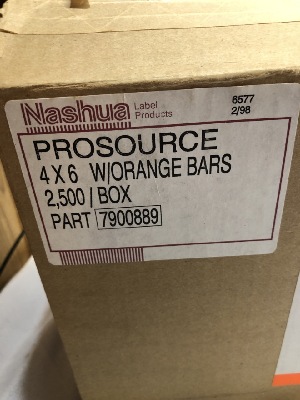 Nashua Label Products
6577
2/98
PROSOURCE
4 X 6 W/ORANGE BARS
2,500 / BOX
PART 7900889